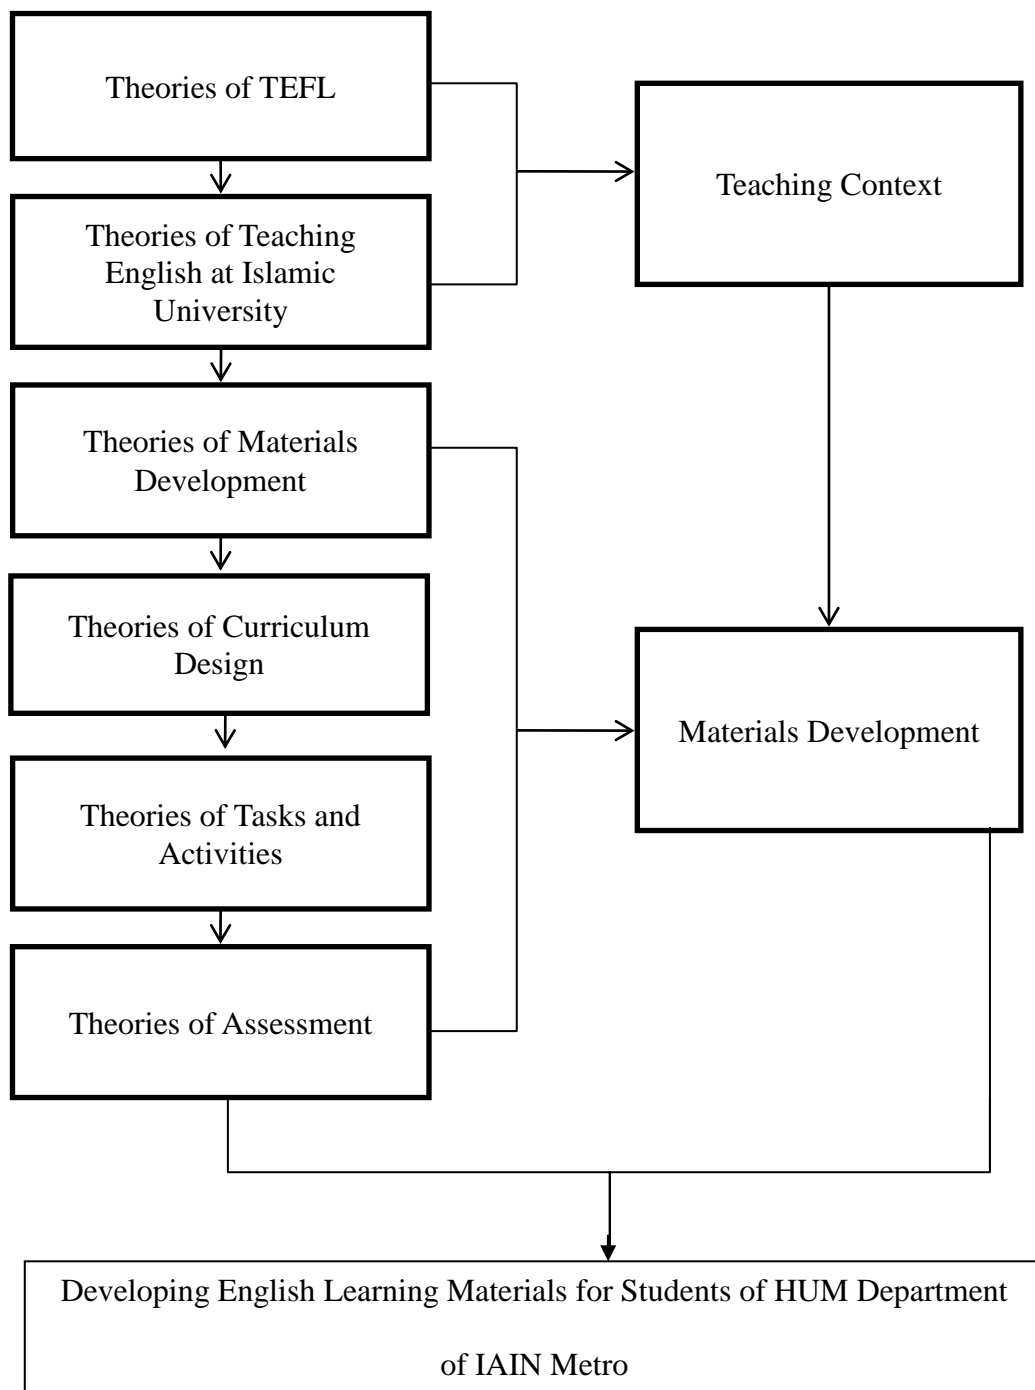 Theories of TEFL
Theories of Teaching
English at Islamic
University
Theories of Materials
Development
Theories of Curriculum
Design
Theories of Tasks and
Activities
Theories of Assessment
Teaching Context
Materials Development
Developing English Learning Materials for Students of HUM Department
of IAIN Metro